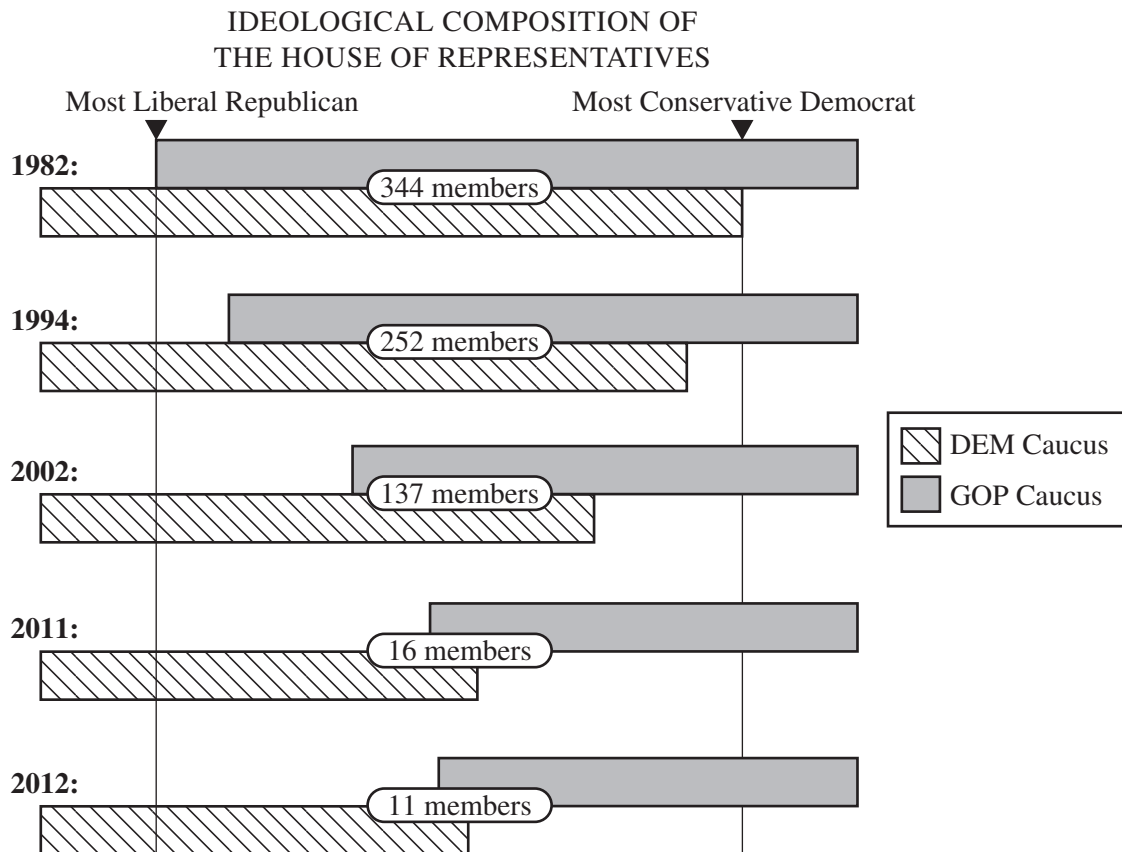 IDEOLOGICAL COMPOSITION OF
THE HOUSE OF REPRESENTATIVES
Most Liberal Republican
Most Conservative Democrat
1982:
344 members
1994:
252 members
2002:
137 members
DEM Caucus
GOP Caucus
2011:
16 members
2012:
11 members